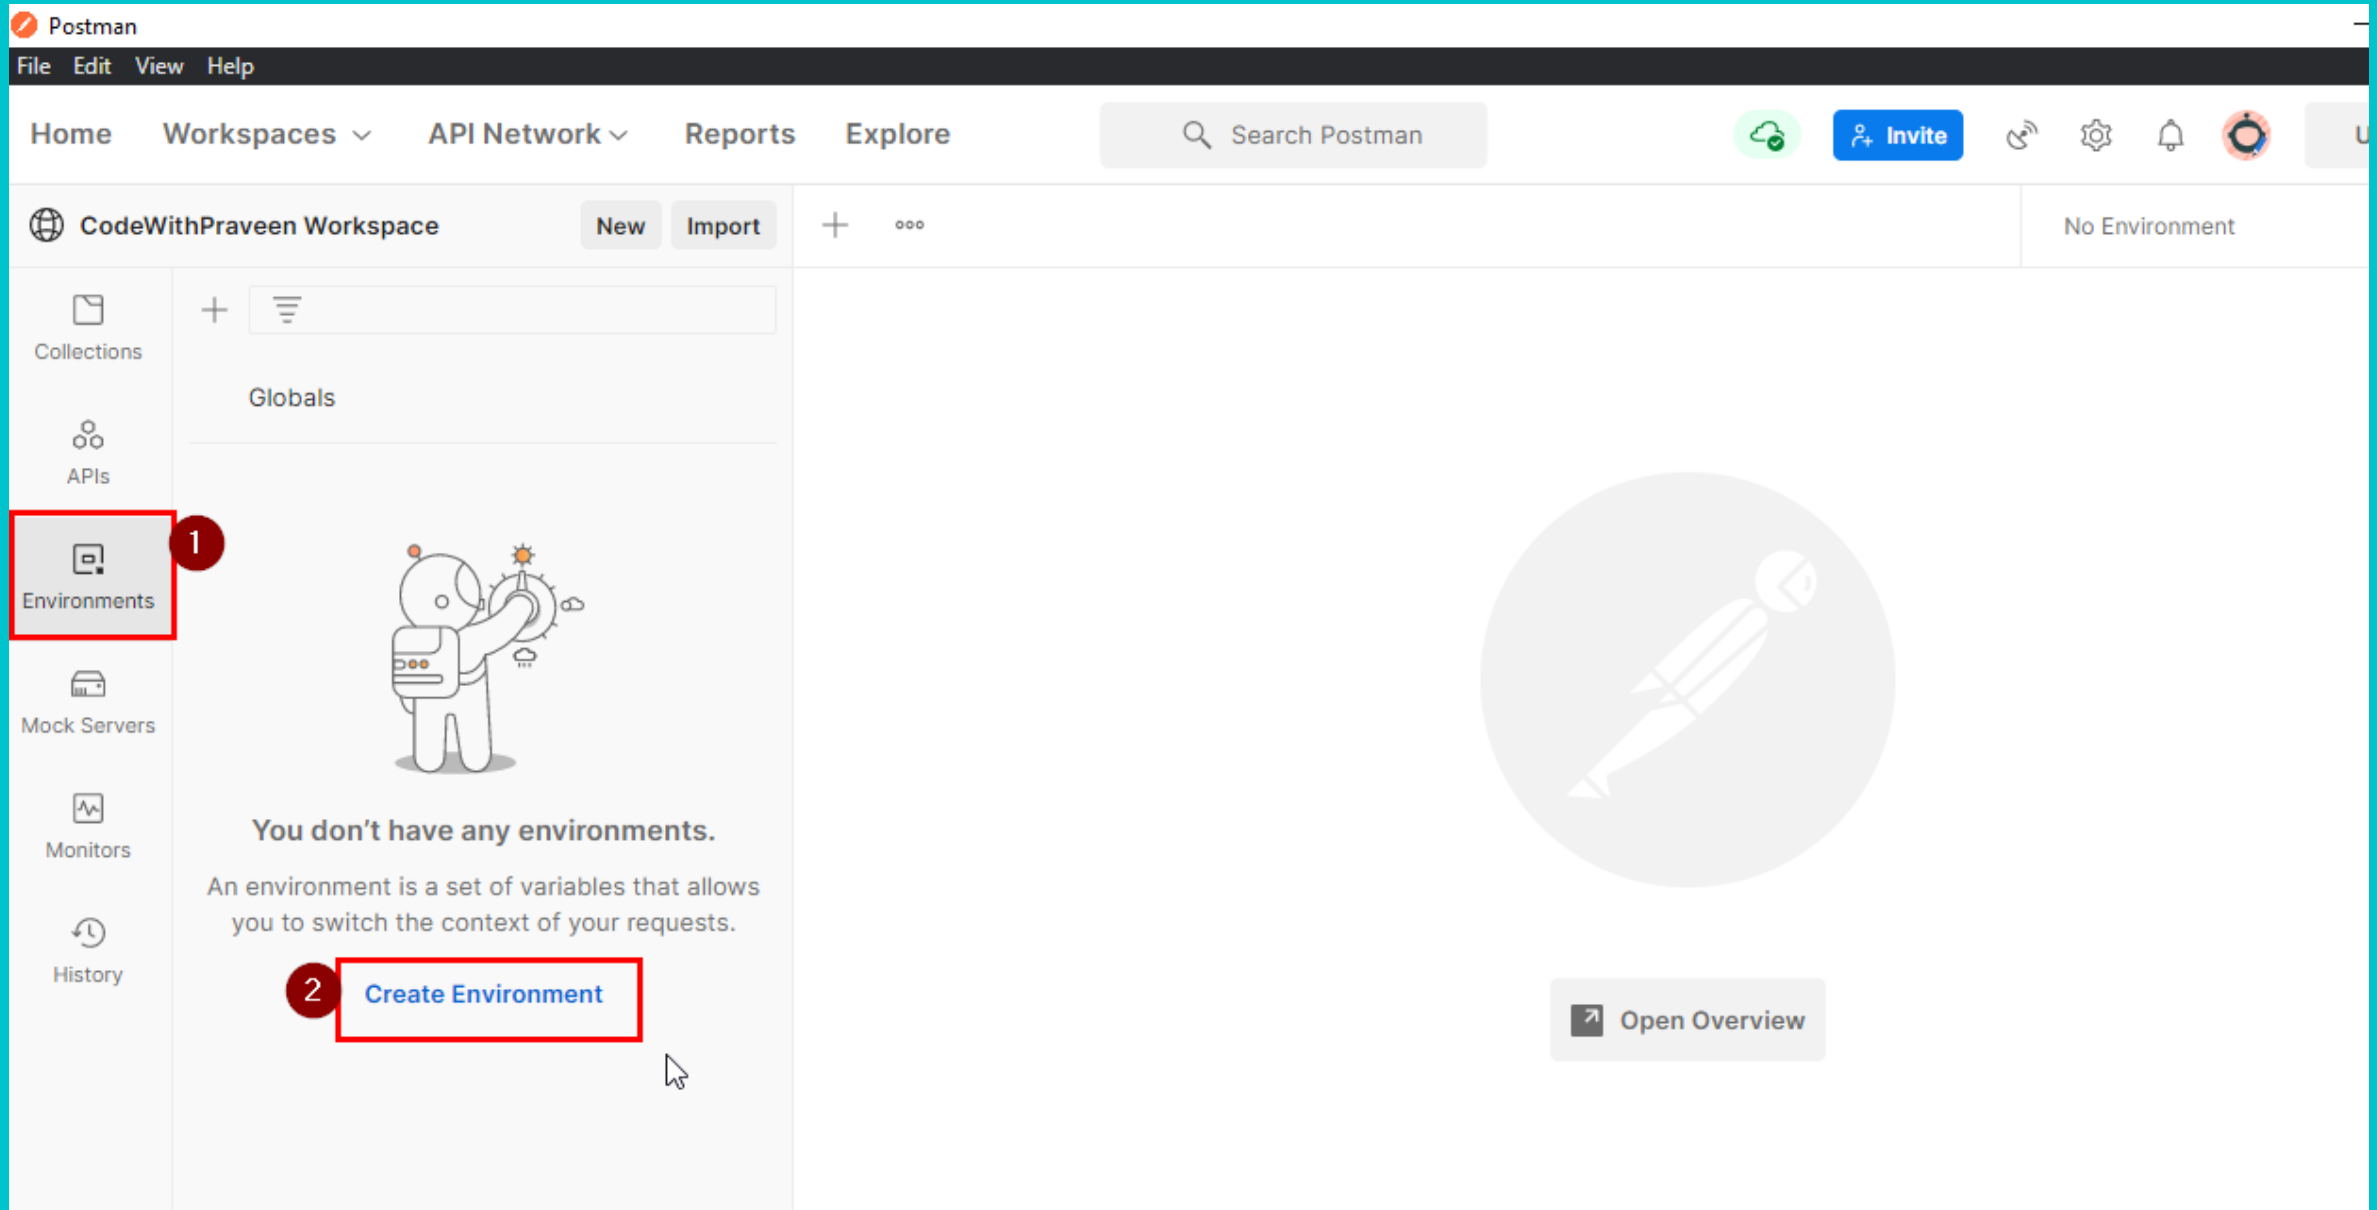 Postman
File Edit View Help
Home Workspaces API Network Reports Explore Search Postman Invite
CodeWithPraveen Workspace New Import No Environment
Collections
Globals
APIs
1
Environments
Mock Servers
Monitors
History
You don't have any environments.
An environment is a set of variables that allows
you to switch the context of your requests.
2 Create Environment
Open Overview